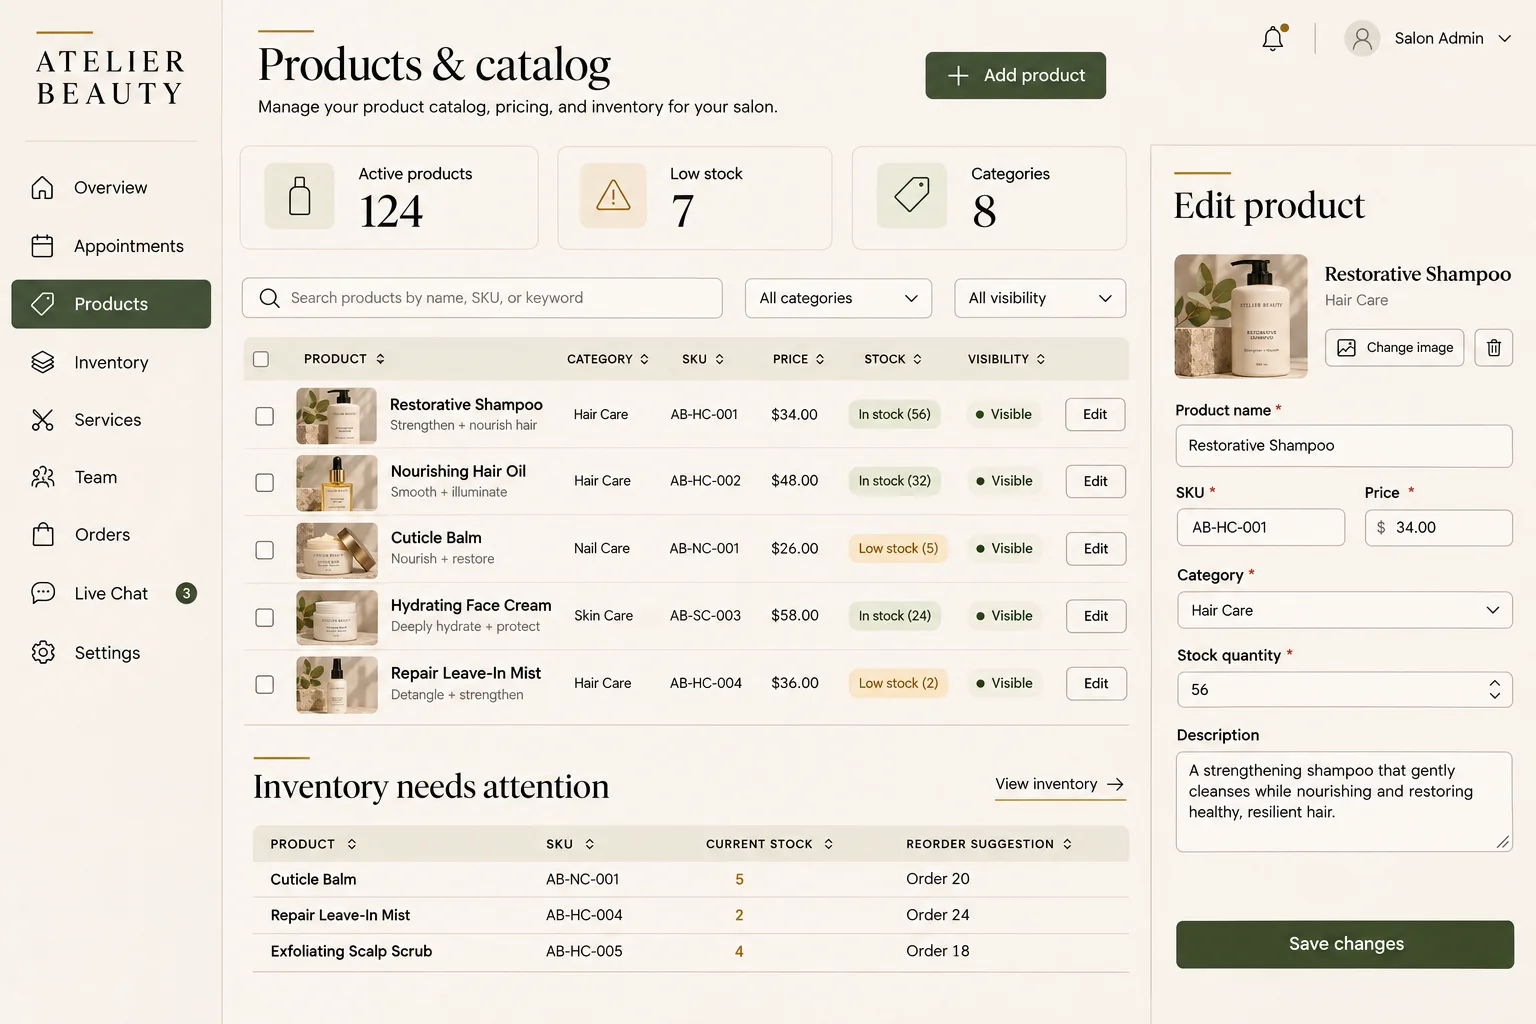 ATELIER
BEAUTY
Overview
Appointments
Products
Inventory
Services
Team
Orders
Live Chat 3
Settings
Products & catalog
Manage your product catalog, pricing, and inventory for your salon.
Add product
Salon Admin
Active products
124
Low stock
7
Categories
8
Search products by name, SKU, or keyword
All categories
All visibility
PRODUCT CATEGORY SKU PRICE STOCK VISIBILITY
Restorative Shampoo
Strengthen + nourish hair
Hair Care AB-HC-001 $34.00 In stock (56) Visible Edit
Nourishing Hair Oil
Smooth + illuminate
Hair Care AB-HC-002 $48.00 In stock (32) Visible Edit
Cuticle Balm
Nourish + restore
Nail Care AB-NC-001 $26.00 Low stock (5) Visible Edit
Hydrating Face Cream
Deeply hydrate + protect
Skin Care AB-SC-003 $58.00 In stock (24) Visible Edit
Repair Leave-In Mist
Detangle + strengthen
Hair Care AB-HC-004 $36.00 Low stock (2) Visible Edit
Inventory needs attention
View inventory →
PRODUCT SKU CURRENT STOCK REORDER SUGGESTION
Cuticle Balm AB-NC-001 5 Order 20
Repair Leave-In Mist AB-HC-004 2 Order 24
Exfoliating Scalp Scrub AB-HC-005 4 Order 18
Edit product
ATELIER BEAUTY
Restorative Shampoo
Hair Care
Change image
Product name *
Restorative Shampoo
SKU * Price *
AB-HC-001 $ 34.00
Category *
Hair Care
Stock quantity *
56
Description
A strengthening shampoo that gently
cleanses while nourishing and restoring
healthy, resilient hair.
Save changes